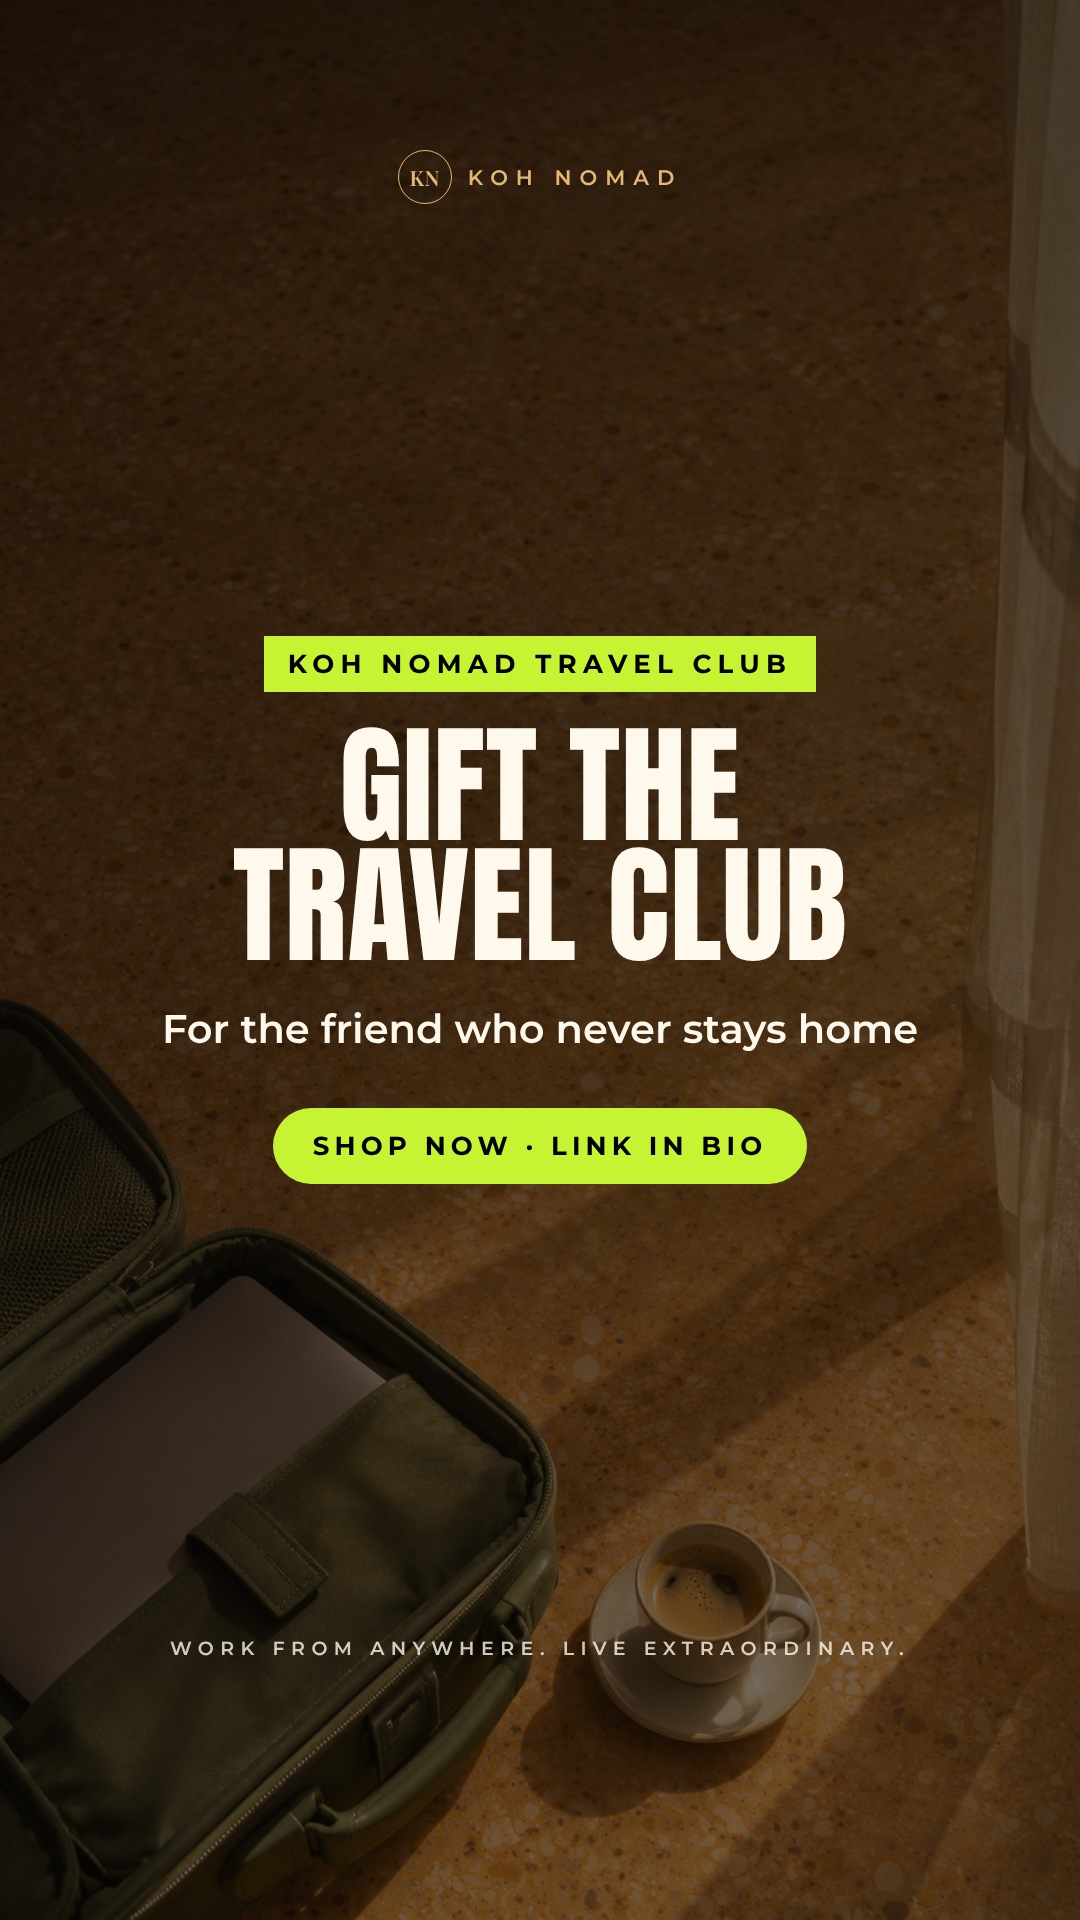 KN KOH NOMAD
KOH NOMAD TRAVEL CLUB
GIFT THE
TRAVEL CLUB
For the friend who never stays home
SHOP NOW · LINK IN BIO
WORK FROM ANYWHERE. LIVE EXTRAORDINARY.